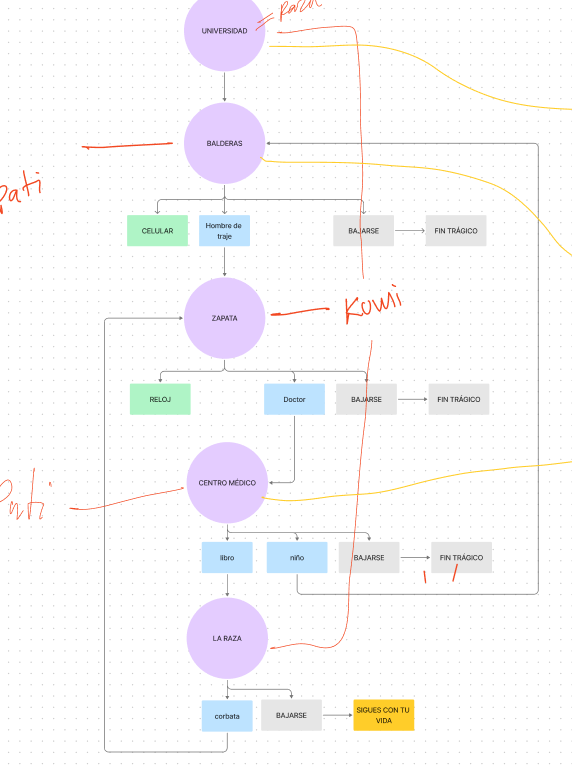 UNIVERSIDAD
BALDERAS
Pati
CELULAR
Hombre de
traje
BAJARSE
FIN TRÁGICO
ZAPATA
Komi
RELOJ
Doctor
BAJARSE
FIN TRÁGICO
CENTRO MÉDICO
Pati
libro
niño
BAJARSE
FIN TRÁGICO
LA RAZA
corbata
BAJARSE
SIGUES CON TU
VIDA